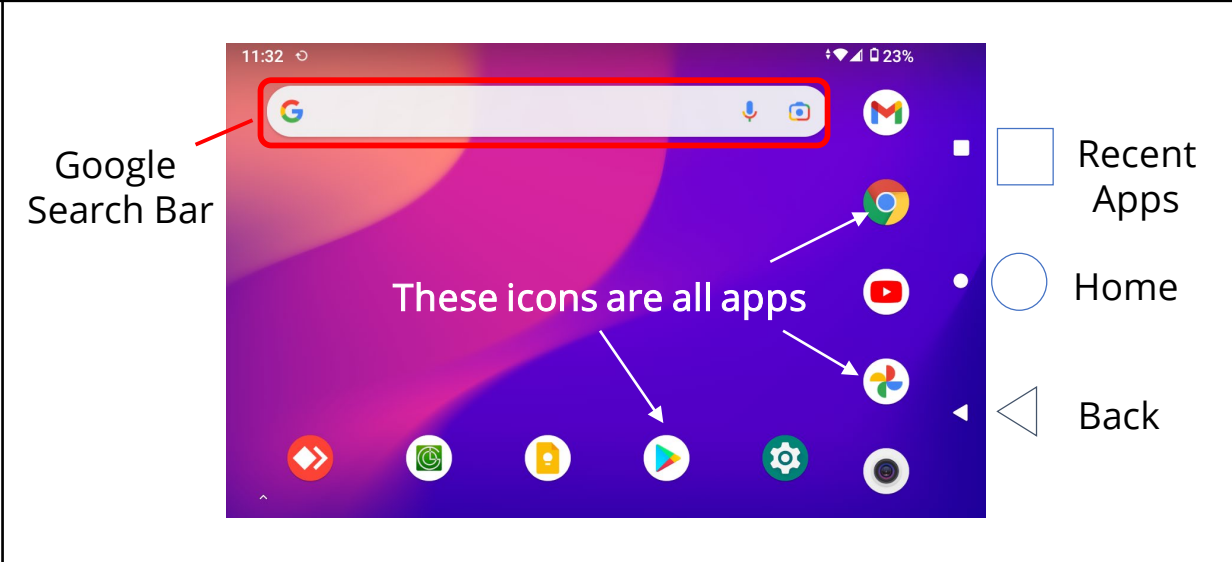 11:32
23%
Google
Search Bar
These icons are all apps
Recent
Apps
Home
Back